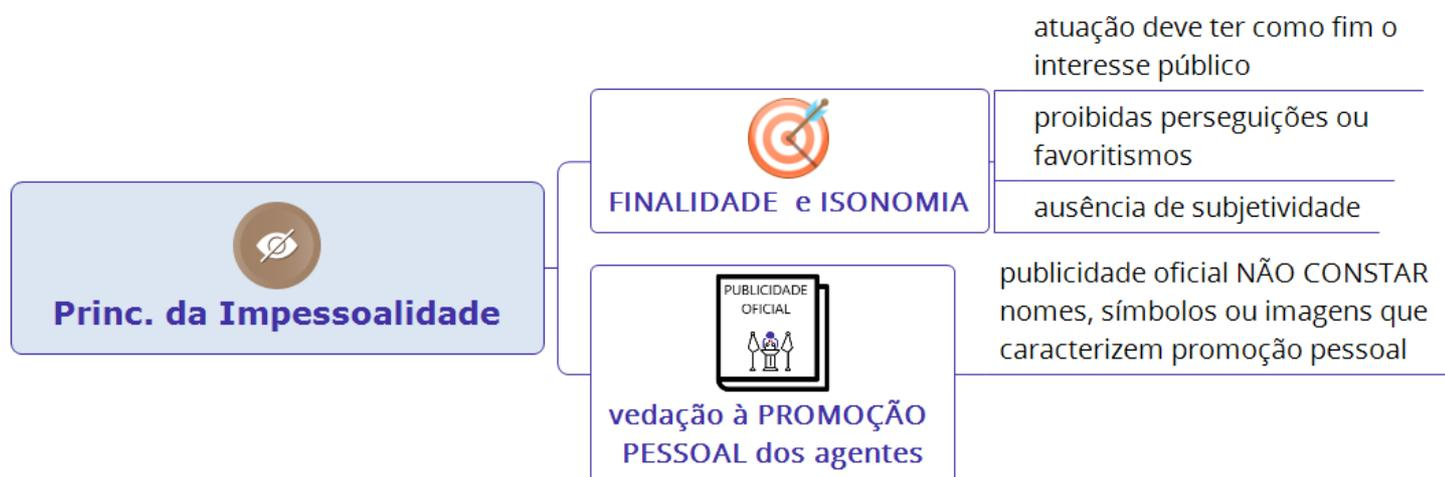 Princ. da Impessoalidade
FINALIDADE e ISONOMIA
atuação deve ter como fim o
interesse público
proibidas perseguições ou
favoritismos
ausência de subjetividade
PUBLICIDADE
OFICIAL
vedação à PROMOÇÃO
PESSOAL dos agentes
publicidade oficial NÃO CONSTAR
nomes, símbolos ou imagens que
caracterizem promoção pessoal